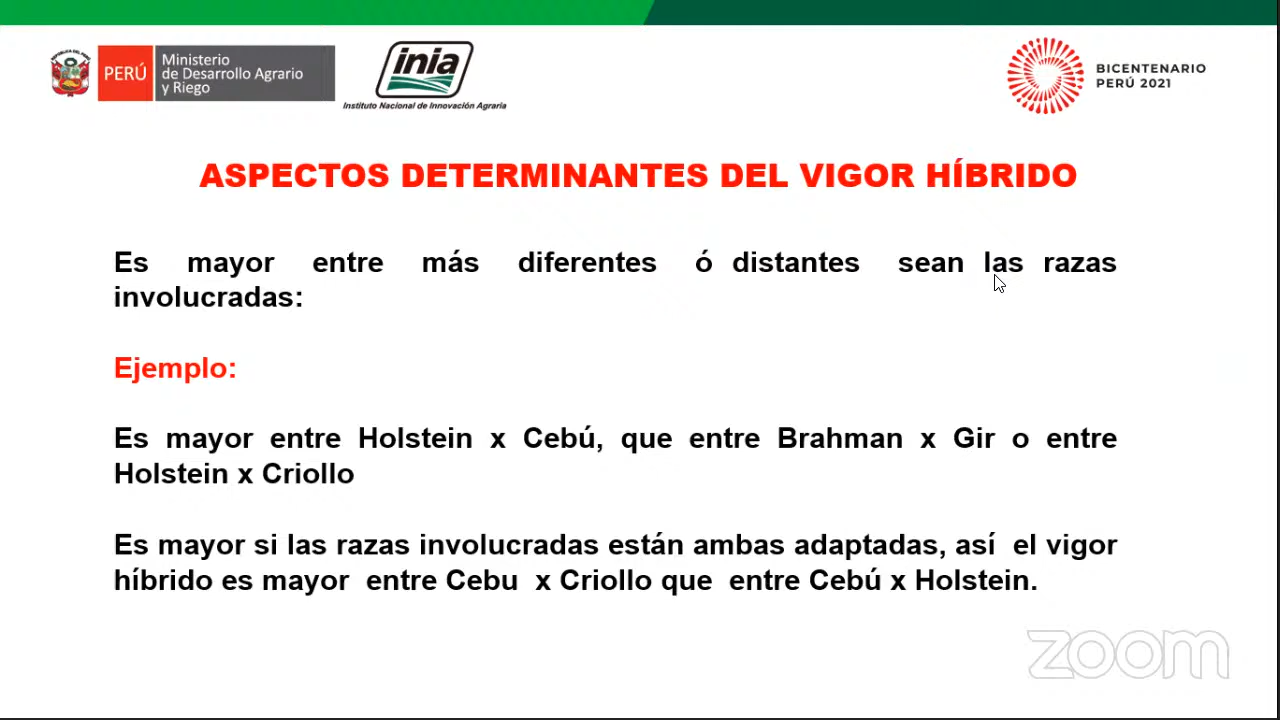 PERÚ
Ministerio
de Desarrollo Agrario
y Riego
inia
Instituto Nacional de Innovación Agraria
BICENTENARIO
PERÚ 2021
ASPECTOS DETERMINANTES DEL VIGOR HÍBRIDO
Es mayor entre más diferentes ó distantes sean las razas
involucradas:
Ejemplo:
Es mayor entre Holstein x Cebú, que entre Brahman x Gir o entre
Holstein x Criollo
Es mayor si las razas involucradas están ambas adaptadas, así el vigor
híbrido es mayor entre Cebu x Criollo que entre Cebú x Holstein.
zoom